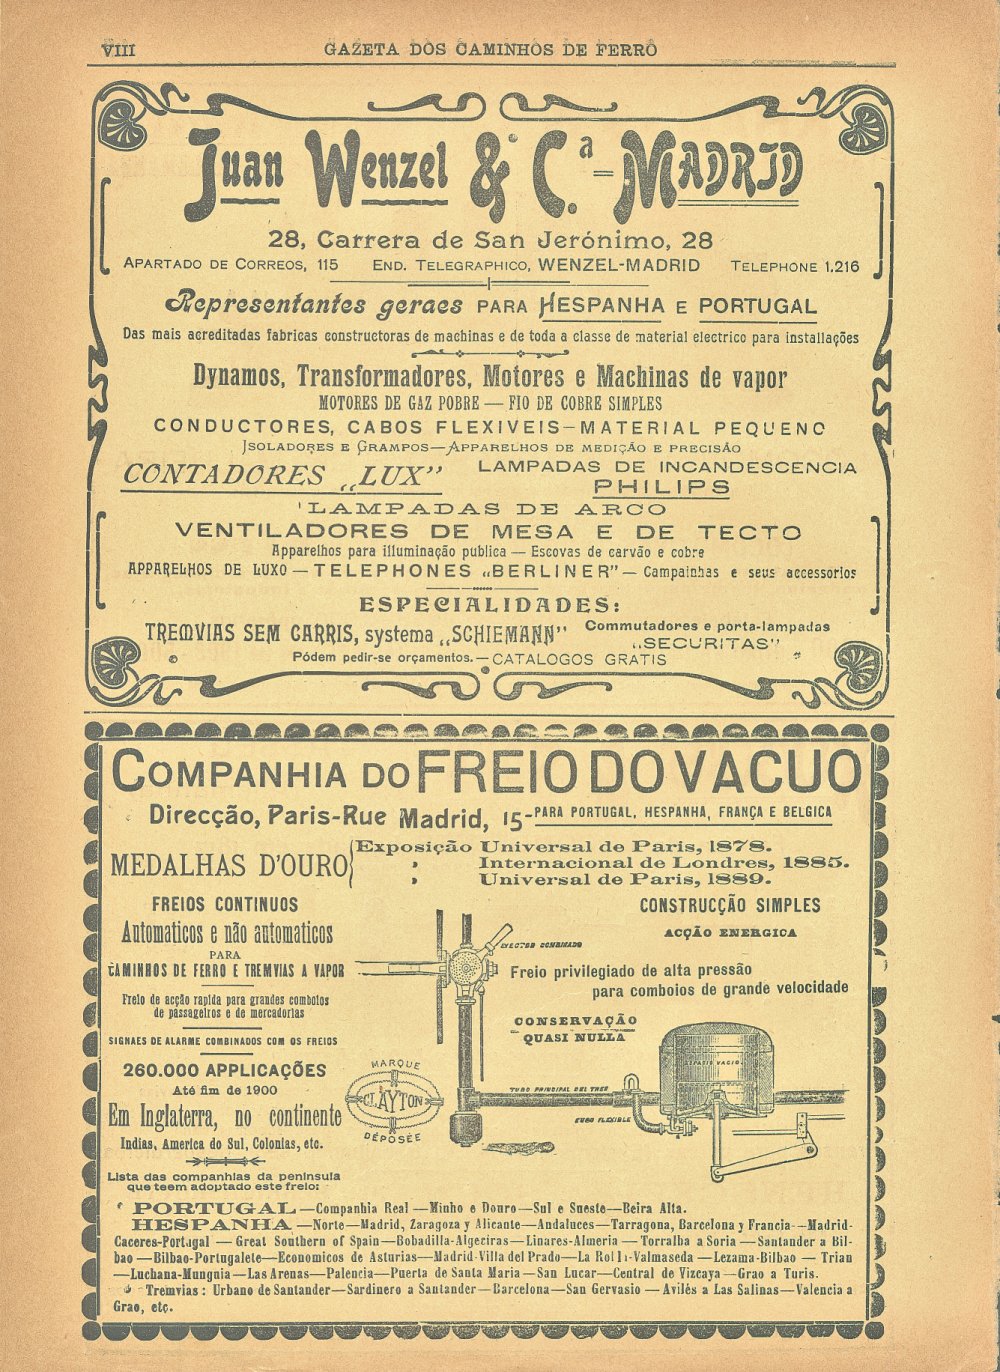 VIII
GAZETA DOS CAMINHOS DE FERRO
Juan Wenzel & C.ª = MADRID
28, Carrera de San Jerónimo, 28
APARTADO DE CORREOS, 115 END. TELEGRAPHICO, WENZEL-MADRID TELEPHONE 1.216
Representantes geraes PARA HESPANHA E PORTUGAL
Das mais acreditadas fabricas constructoras de machinas e de toda a classe de material electrico para installações
Dynamos, Transformadores, Motores e Machinas de vapor
MOTORES DE GAZ POBRE — FIO DE COBRE SIMPLES
CONDUCTORES, CABOS FLEXIVEIS — MATERIAL PEQUENO
ISOLADORES E GRAMPOS—APPARELHOS DE MEDIÇÃO E PRECISÃO
CONTADORES „LUX”
LAMPADAS DE INCANDESCENCIA
PHILIPS
LAMPADAS DE ARCO
VENTILADORES DE MESA E DE TECTO
Apparelhos para illuminação publica — Escovas de carvão e cobre
APPARELHOS DE LUXO — TELEPHONES „BERLINER” — Campainhas e seus accessorios
ESPECIALIDADES:
TREMVIAS SEM CARRIS, systema „SCHIEMANN”
Commutadores e porta-lampadas
„SECURITAS”
Pódem pedir-se orçamentos. — CATALOGOS GRATIS
COMPANHIA DO FREIO DO VACUO
Direcção, Paris-Rue Madrid, 15 - PARA PORTUGAL, HESPANHA, FRANÇA E BELGICA
MEDALHAS D'OURO
Exposição Universal de Paris, 1878.
› Internacional de Londres, 1885.
› Universal de Paris, 1889.
FREIOS CONTINUOS
Automaticos e não automaticos
PARA
CAMINHOS DE FERRO E TREMVIAS A VAPOR
Freio de acção rapida para grandes comboios
de passageiros e de mercadorias
SIGNAES DE ALARME COMBINADOS COM OS FREIOS
260.000 APPLICAÇÕES
Até fim de 1900
Em Inglaterra, no continente
Indias, America do Sul, Colonias, etc.
Lista das companhias da peninsula
que teem adoptado este freio:
CONSTRUCÇÃO SIMPLES
ACÇÃO ENERGICA
EYECTOR COMBINADO
Freio privilegiado de alta pressão
para comboios de grande velocidade
CONSERVAÇÃO
QUASI NULLA
ESPACIO VACIO
TUBO PRINCIPAL DEL TREN
TUBO FLEXIBLE
MARQUE
CLAYTON
DÉPOSÉE
PORTUGAL — Companhia Real — Minho e Douro — Sul e Sueste — Beira Alta.
HESPANHA — Norte — Madrid, Zaragoza y Alicante — Andaluces — Tarragona, Barcelona y Francia — Madrid-
Caceres-Portugal — Great Southern of Spain — Bobadilla-Algeciras — Linares-Almeria — Torralba a Soria — Santander a Bil-
bao — Bilbao-Portugalete — Economicos de Asturias — Madrid-Villa del Prado — La Robla-Valmaseda — Lezama-Bilbao — Trian
— Luchana-Mungnia — Las Arenas — Palencia — Puerta de Santa Maria — San Lucar — Central de Vizcaya — Grao a Turis.
Tremvias : Urbano de Santander — Sardinero a Santander — Barcelona — San Gervasio — Avilés a Las Salinas — Valencia a
Grao, etc.